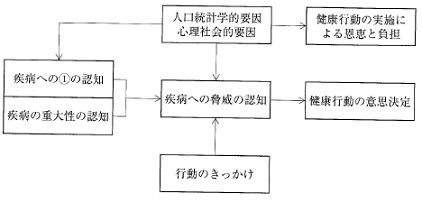 人口統計学的要因
心理社会的要因
健康行動の実施に
よる恩恵と負担
疾病への①の認知
疾病の重大性の認知
疾病への脅威の認知
健康行動の意思決定
行動のきっかけ